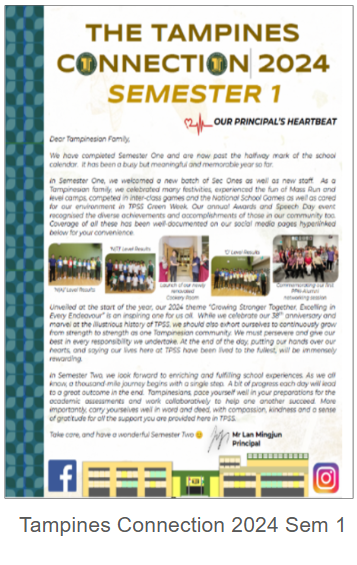 THE TAMPINES
CONNECTION 2024
SEMESTER 1
OUR PRINCIPAL'S HEARTBEAT
Dear Tampinesian Family,
We have completed Semester One and are now past the halfway mark of the school
calendar. It has been a busy but meaningful and memorable year so far.
In Semester One, we welcomed a new batch of Sec Ones as well as new staff. As a
Tampinesian family, we celebrated many festivities, experienced the fun of Mass Run and
level camps, competed in inter-class games and the National School Games as well as cared
for our environment in TPSS Green Week. Our annual Awards and Speech Day event
recognised the diverse achievements and accomplishments of those in our community too.
Coverage of all these has been well-documented on our social media pages hyperlinked
below for your convenience.
Level Results
'O' Level Results
Level Results
Launch of our newly
renovated
Cookery Room
Commemorating our first
networking session
Unveiled at the start of the year, our 2024 theme "Growing Stronger Together, Excelling in
Every Endeavour" is an inspiring one for us all. While we celebrate our 38th anniversary and
marvel at the illustrious history of TPSS, we should also exhort ourselves to continuously grow
from strength to strength as one Tampinesian community. We must persevere and give our
best in every responsibility we undertake. At the end of the day, putting our hands over our
hearts, and saying our lives here at TPSS have been lived to the fullest, will be immensely
rewarding.
In Semester Two, we look forward to enriching and fulfilling school experiences. As we all
know, a thousand-mile journey begins with a single step. A bit of progress each day will lead
to a great outcome in the end. Tampinesians, pace yourself well in your preparations for the
academic assessments and work collaboratively to help one another succeed. More
importantly, carry yourselves well in word and deed, with compassion, kindness and a sense
of gratitude for all the support you are provided here in TPSS.
Take care, and have a wonderful Semester Two
Mr Lan Mingjun
Principal
Tampines Connection 2024 Sem 1